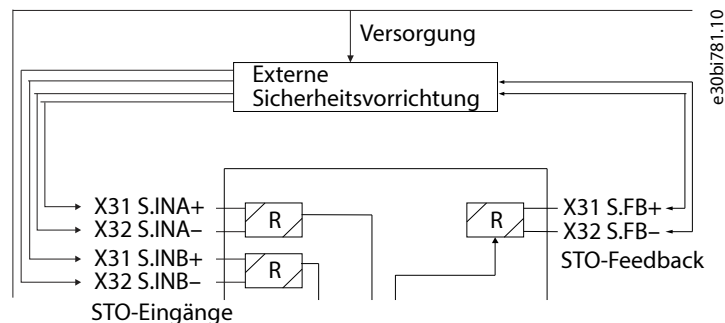 Versorgung
Externe
Sicherheitsvorrichtung
e30bi781.10
X31 S.INA+
X32 S.INA–
X31 S.INB+
X32 S.INB–
STO-Eingänge
R
R
R
X31 S.FB+
X32 S.FB–
STO-Feedback